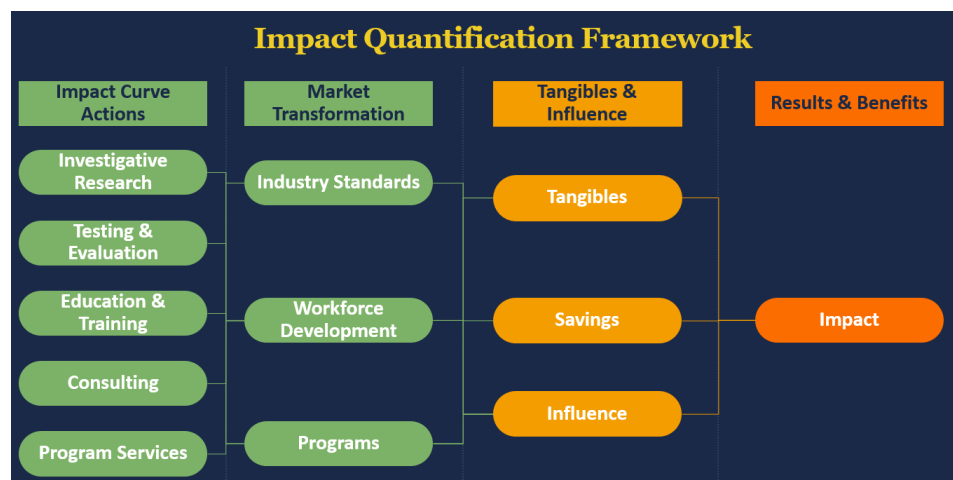 Impact Quantification Framework
Impact Curve
Actions
Market
Transformation
Tangibles &
Influence
Results & Benefits
Investigative
Research
Testing &
Evaluation
Education &
Training
Consulting
Program Services
Industry Standards
Workforce
Development
Programs
Tangibles
Savings
Influence
Impact